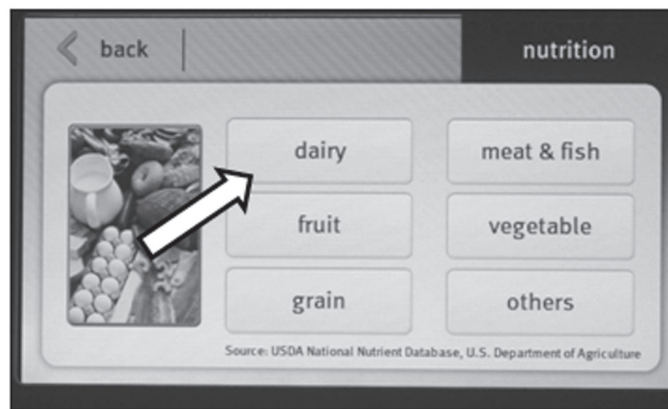 back
nutrition
dairy
meat & fish
fruit
vegetable
grain
others
Source: USDA National Nutrient Database, U.S. Department of Agriculture